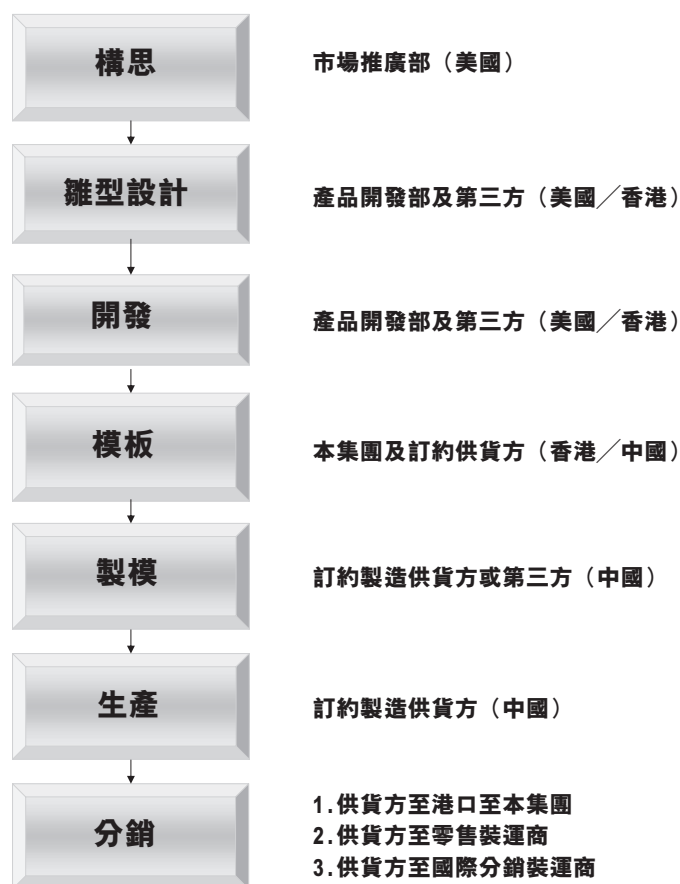 構思
市場推廣部（美國）
雛型設計
產品開發部及第三方（美國╱香港）
開發
產品開發部及第三方（美國╱香港）
模板
本集團及訂約供貨方（香港╱中國）
製模
訂約製造供貨方或第三方（中國）
生產
訂約製造供貨方（中國）
分銷
1.供貨方至港口至本集團
2.供貨方至零售裝運商
3.供貨方至國際分銷裝運商